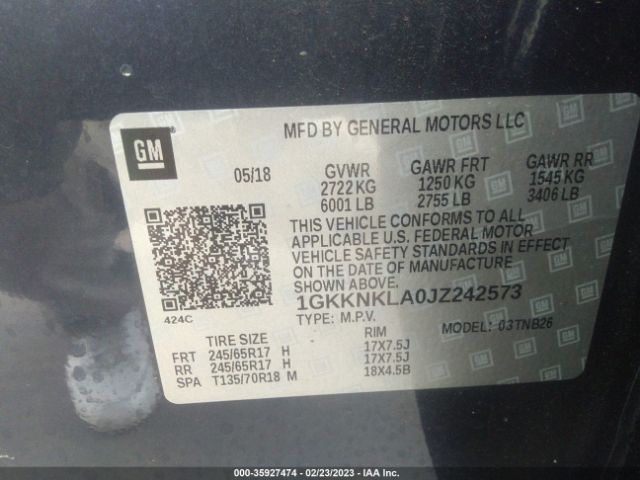 GM
MFD BY GENERAL MOTORS LLC
05/18 GVWR GAWR FRT GAWR RR
2722 KG 1250 KG 1545 KG
6001 LB 2755 LB 3406 LB
THIS VEHICLE CONFORMS TO ALL
APPLICABLE U.S. FEDERAL MOTOR
VEHICLE SAFETY STANDARDS IN EFFECT
ON THE DATE OF MANUFACTURE
SHOWN ABOVE.
424C
1GKKNKLA0JZ242573
TYPE: M.P.V. MODEL: 03TNB26
TIRE SIZE RIM
FRT 245/65R17 H 17X7.5J
RR 245/65R17 H 17X7.5J
SPA T135/70R18 M 18X4.5B
000-35927474 / 02/23/2023 - IAA Inc.